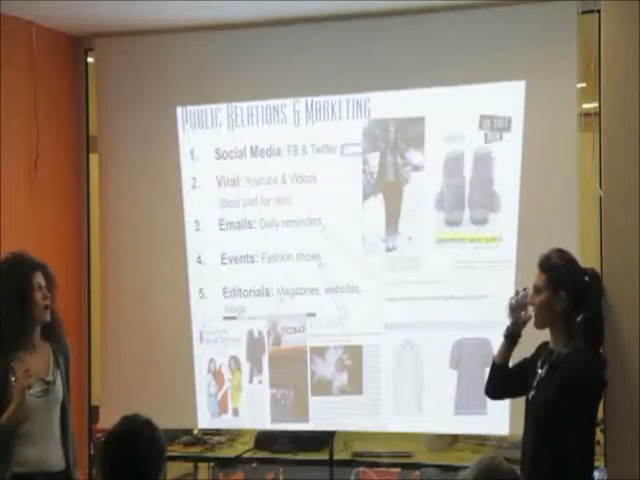 PUBLIC RELATIONS & MARKETING
1. Social Media: FB & Twitter
2. Viral: Youtube & Videos
(Best part for last)
3. Emails: Daily reminders
4. Events: Fashion shows
5. Editorials: Magazines, websites,
blogs